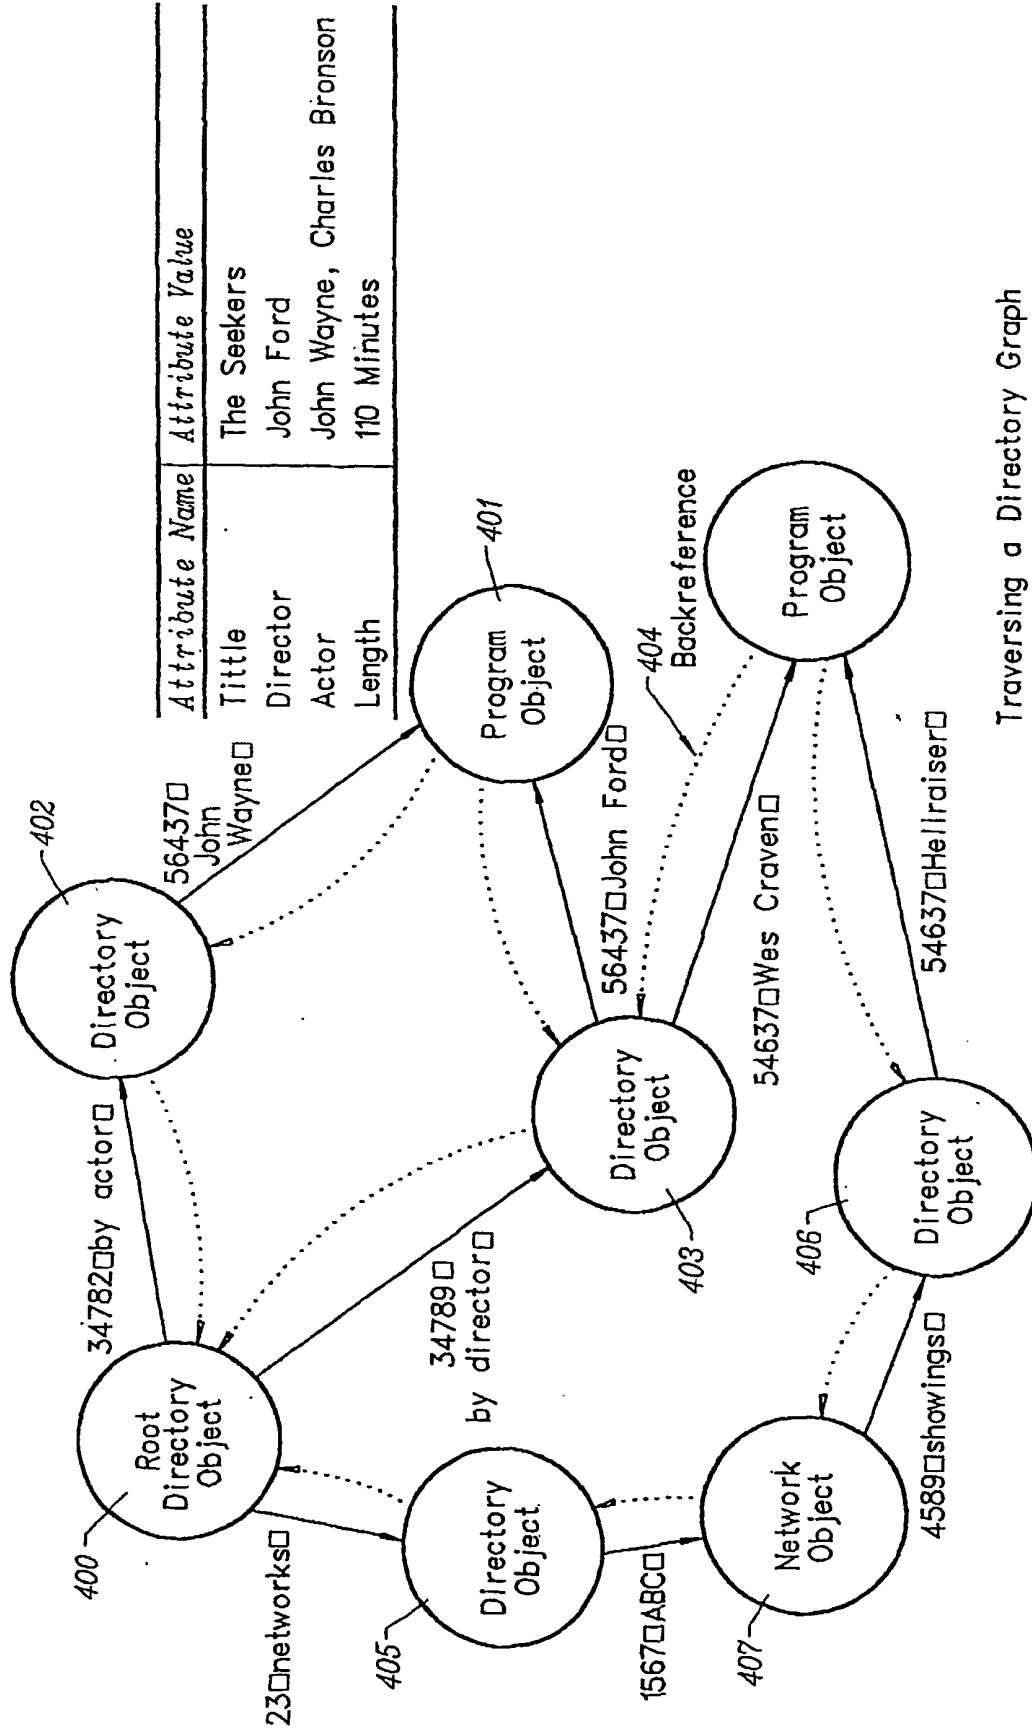 Attribute Name Attribute Value
Tittle The Seekers
Director John Ford
Actor John Wayne, Charles Bronson
Length 110 Minutes
402
Directory
Object
56437□
John
Wayne□
34782□by actor□
400
Root
Directory
Object
401
Program
Object
34789□
by director□
23□networks□
56437□John Ford□
403
Directory
Object
404
Backreference
405
Directory
Object
54637□Wes Craven□
Program
Object
1567□ABC□
407
Network
Object
406
Directory
Object
54637□Hellraiser□
4589□showings□
Traversing a Directory Graph